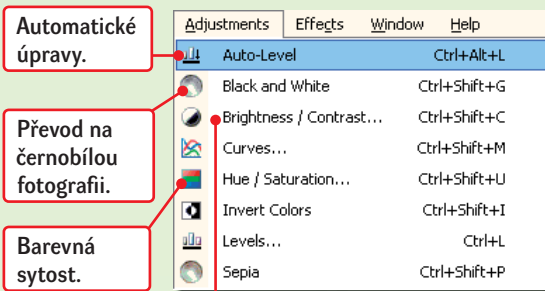 Automatické
úpravy.
Převod na
černobílou
fotografii.
Barevná
sytost.
Adjustments Effects Window Help
Auto-Level Ctrl+Alt+L
Black and White Ctrl+Shift+G
Brightness / Contrast... Ctrl+Shift+C
Curves... Ctrl+Shift+M
Hue / Saturation... Ctrl+Shift+U
Invert Colors Ctrl+Shift+I
Levels... Ctrl+L
Sepia Ctrl+Shift+P